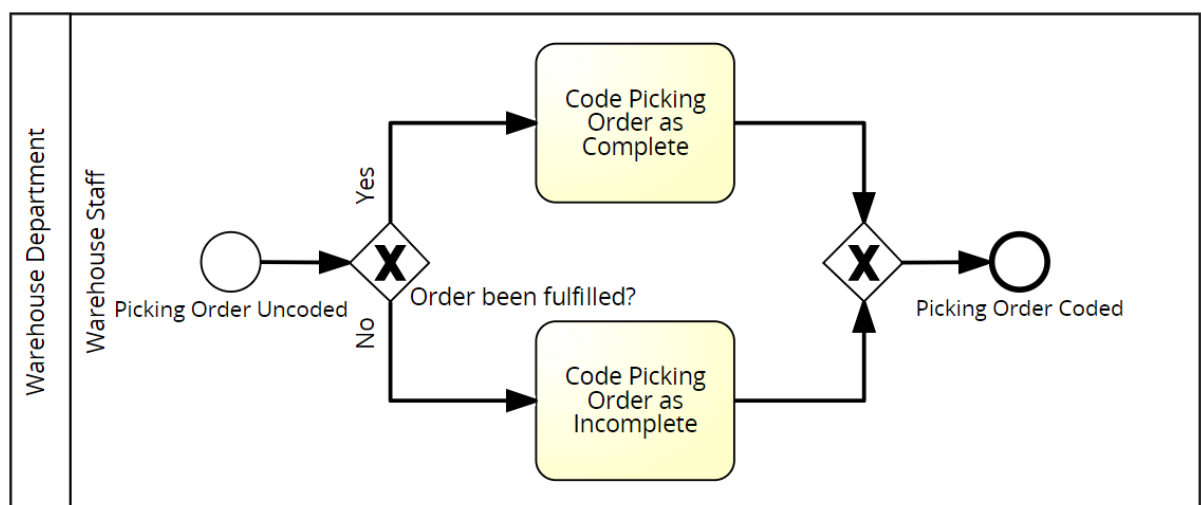 Warehouse Department
Warehouse Staff
Picking Order Uncoded
Yes
No
Order been fulfilled?
Code Picking
Order as
Complete
Code Picking
Order as
Incomplete
X
X
Picking Order Coded